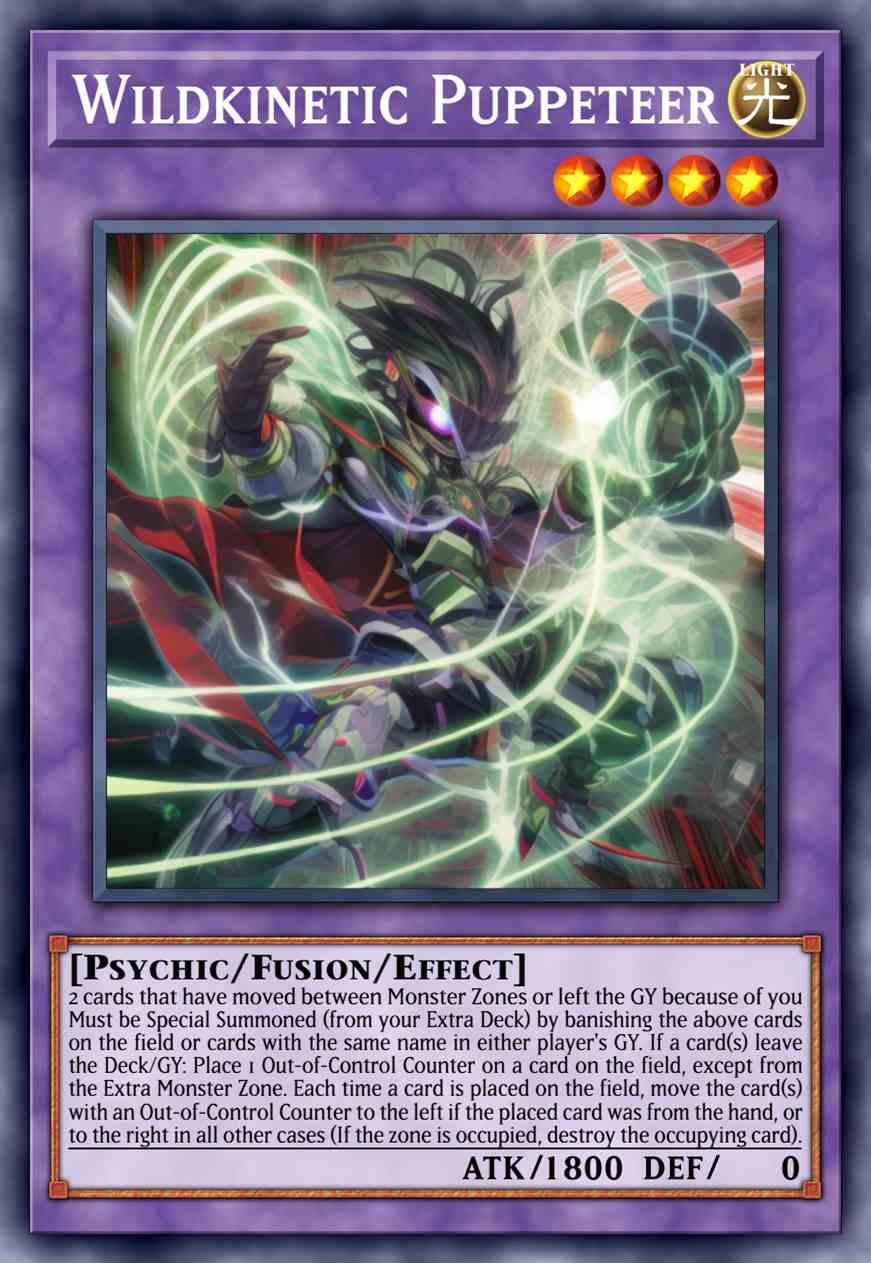 Wildkinetic Puppeteer
LIGHT
光
[Psychic/Fusion/Effect]
2 cards that have moved between Monster Zones or left the GY because of you
Must be Special Summoned (from your Extra Deck) by banishing the above cards
on the field or cards with the same name in either player's GY. If a card(s) leave
the Deck/GY: Place 1 Out-of-Control Counter on a card on the field, except from
the Extra Monster Zone. Each time a card is placed on the field, move the card(s)
with an Out-of-Control Counter to the left if the placed card was from the hand, or
to the right in all other cases (If the zone is occupied, destroy the occupying card).
ATK/1800 DEF/ 0